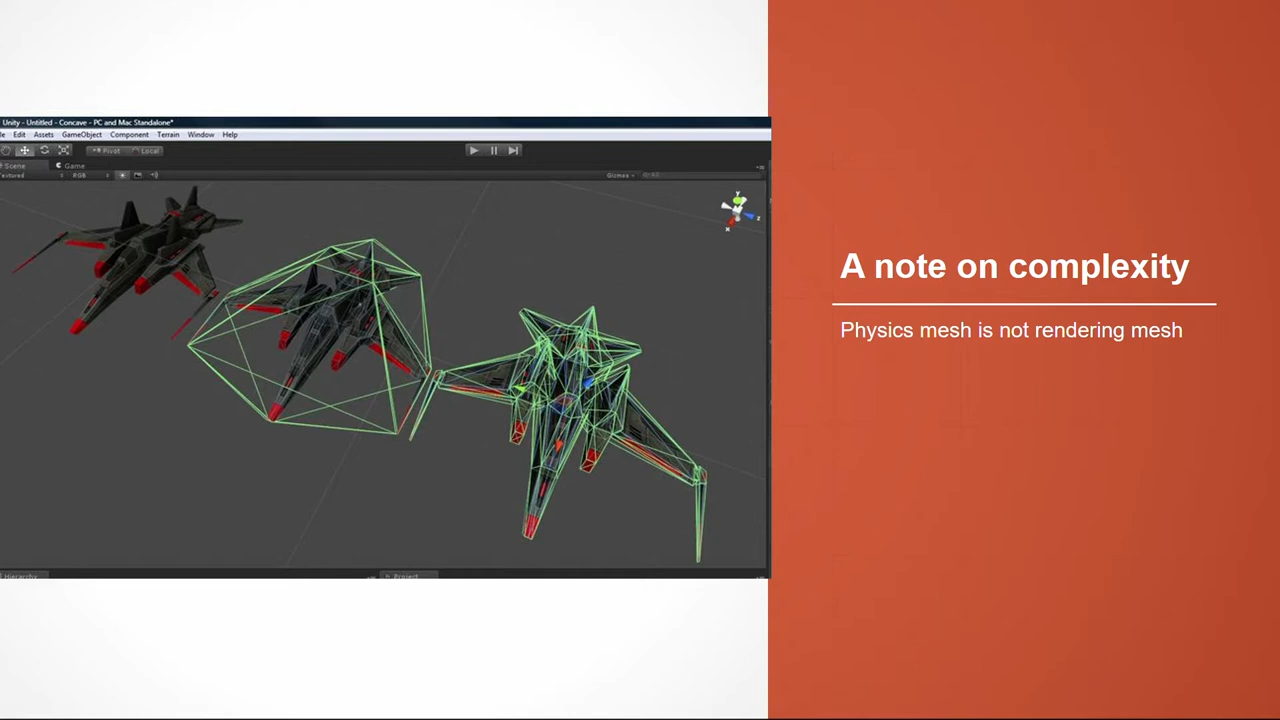 Unity - Untitled - Concave - PC and Mac Standalone*
Edit Assets GameObject Component Terrain Window Help
Pivot Local
Scene Game
Textured RGB Gizmos
y
z
x
Hierarchy Project
A note on complexity
Physics mesh is not rendering mesh